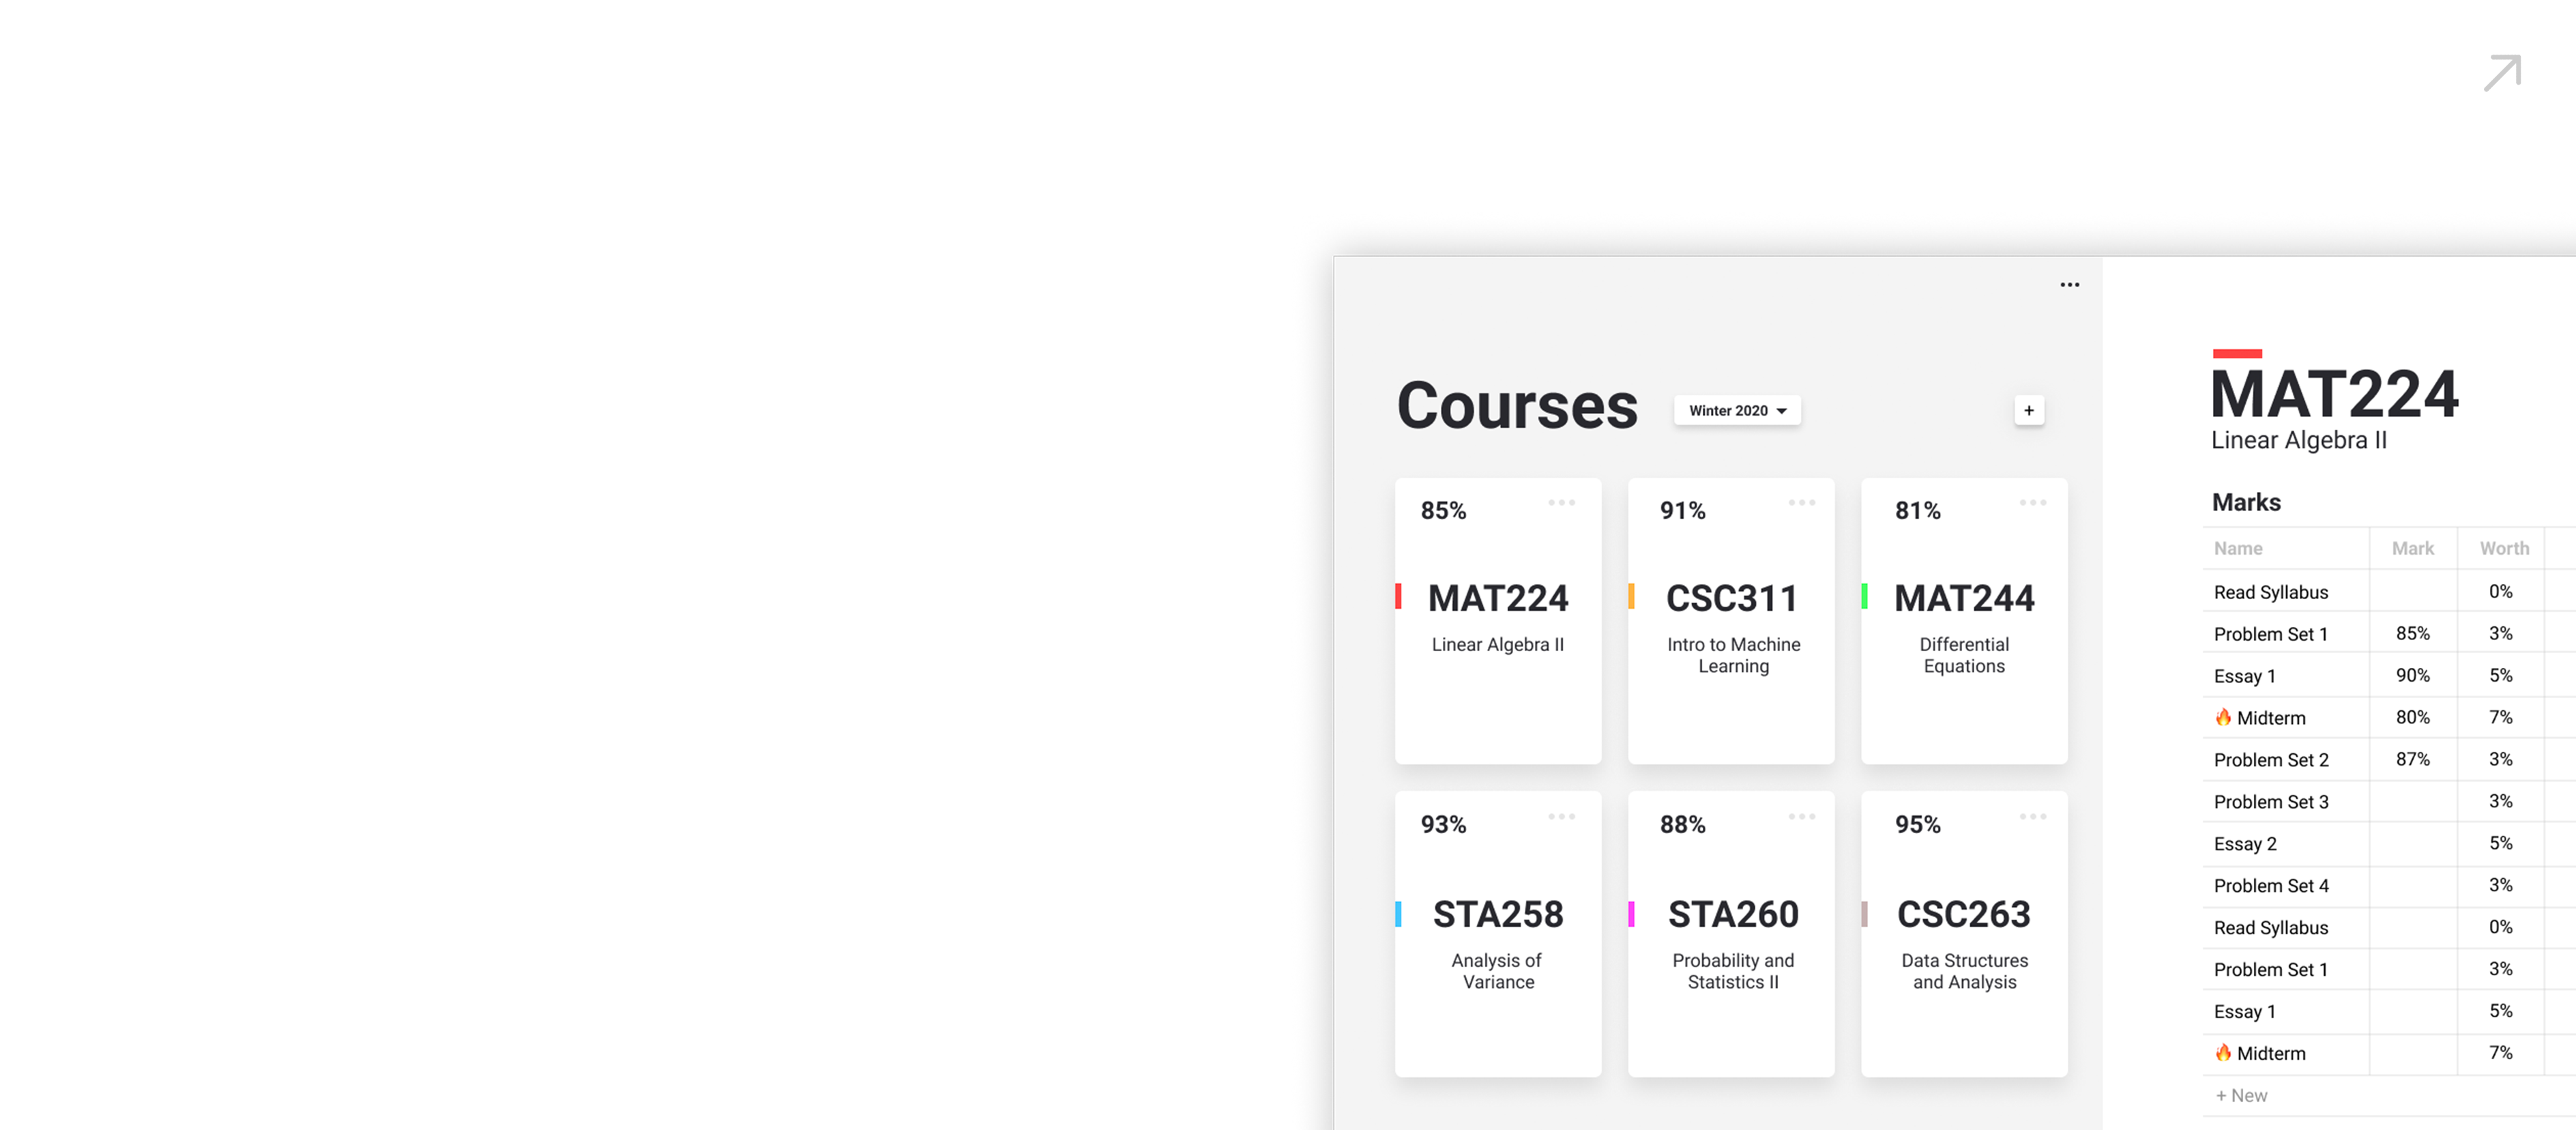 Courses
Winter 2020
+
85%
91%
81%
MAT224
CSC311
MAT244
Linear Algebra II
Intro to Machine
Learning
Differential
Equations
93%
88%
95%
STA258
STA260
CSC263
Analysis of
Variance
Probability and
Statistics II
Data Structures
and Analysis
MAT224
Linear Algebra II
Marks
Name Mark Worth
Read Syllabus 0%
Problem Set 1 85% 3%
Essay 1 90% 5%
🔥 Midterm 80% 7%
Problem Set 2 87% 3%
Problem Set 3 3%
Essay 2 5%
Problem Set 4 3%
Read Syllabus 0%
Problem Set 1 3%
Essay 1 5%
🔥 Midterm 7%
+ New